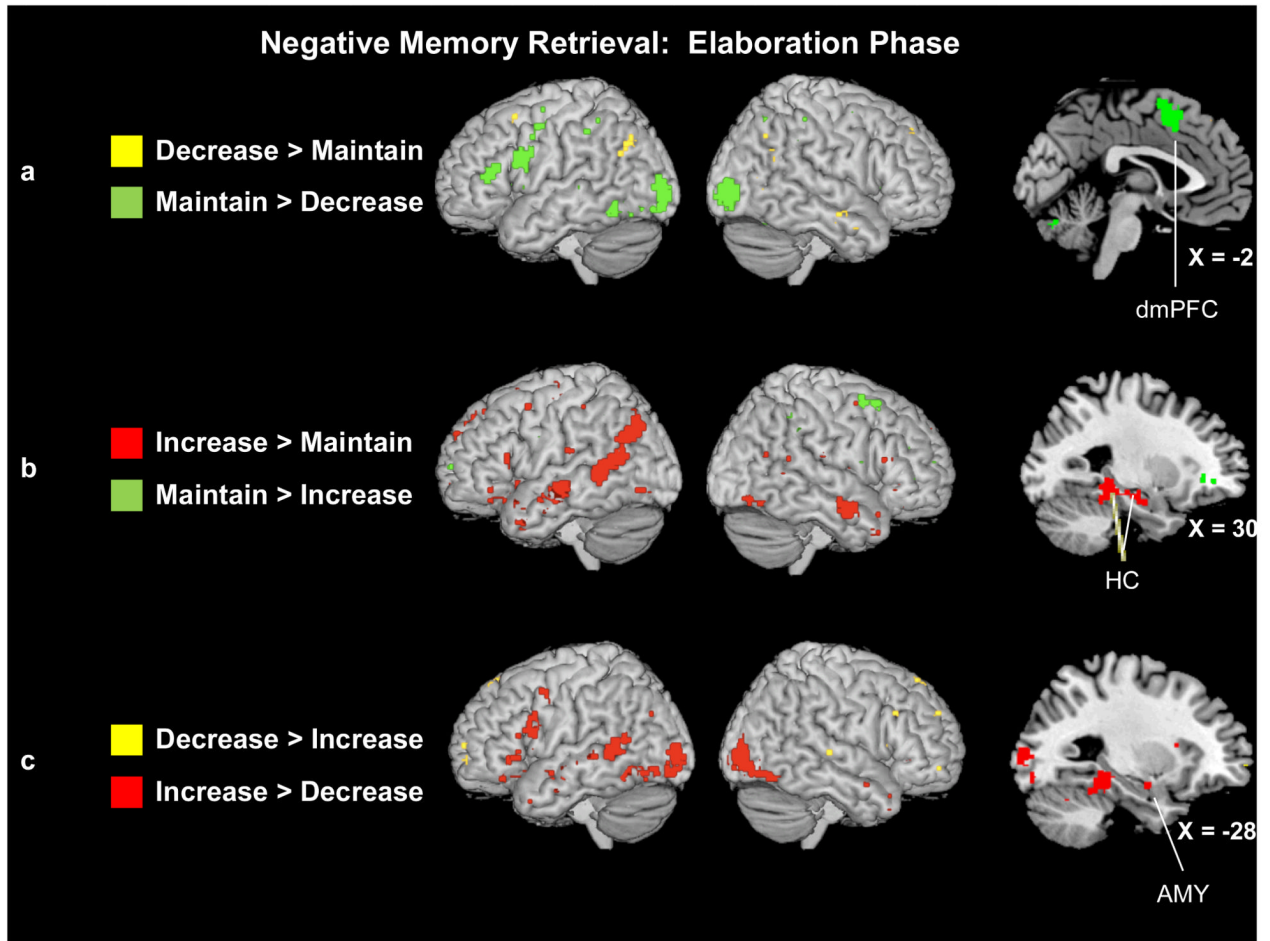 Negative Memory Retrieval: Elaboration Phase
a
Decrease > Maintain
Maintain > Decrease
X = -2
dmPFC
b
Increase > Maintain
Maintain > Increase
X = 30
HC
c
Decrease > Increase
Increase > Decrease
X = -28
AMY